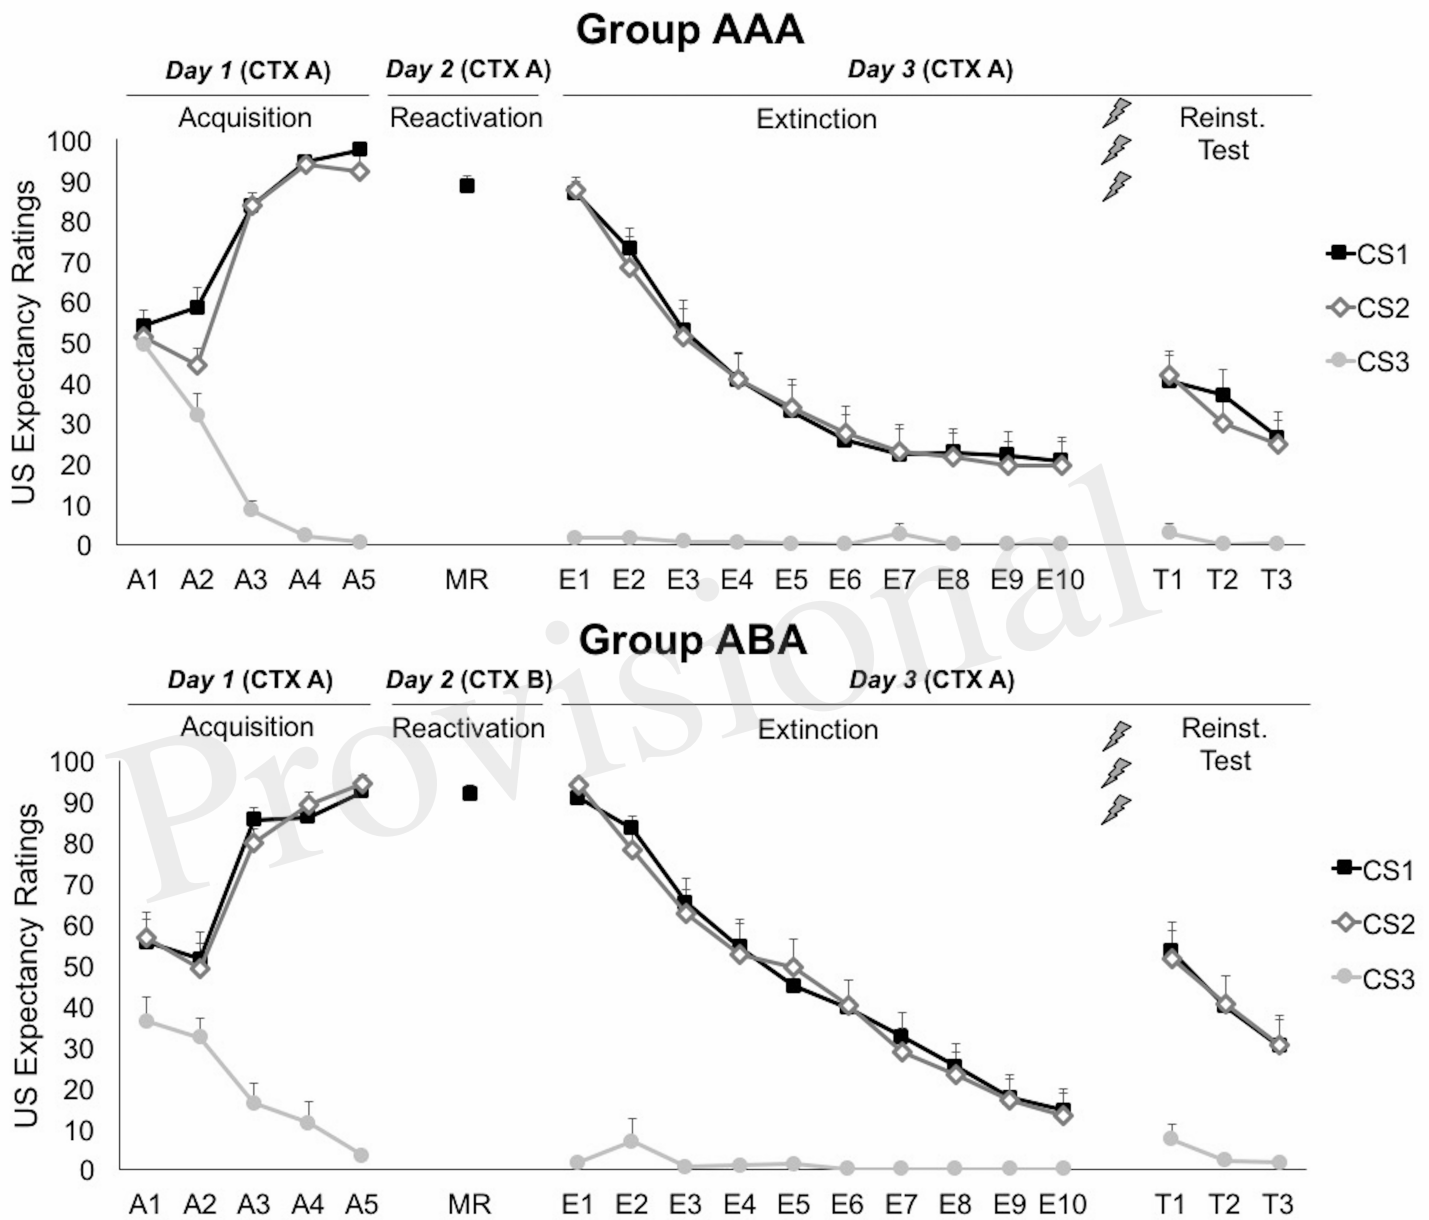 Group AAA
Day 1 (CTX A) Day 2 (CTX A) Day 3 (CTX A)
Acquisition Reactivation Extinction Reinst.
Test
US Expectancy Ratings
100
90
80
70
60
50
40
30
20
10
0
CS1
CS2
CS3
A1 A2 A3 A4 A5 MR E1 E2 E3 E4 E5 E6 E7 E8 E9 E10 T1 T2 T3
Provisional
Group ABA
Day 1 (CTX A) Day 2 (CTX B) Day 3 (CTX A)
Acquisition Reactivation Extinction Reinst.
Test
US Expectancy Ratings
100
90
80
70
60
50
40
30
20
10
0
CS1
CS2
CS3
A1 A2 A3 A4 A5 MR E1 E2 E3 E4 E5 E6 E7 E8 E9 E10 T1 T2 T3